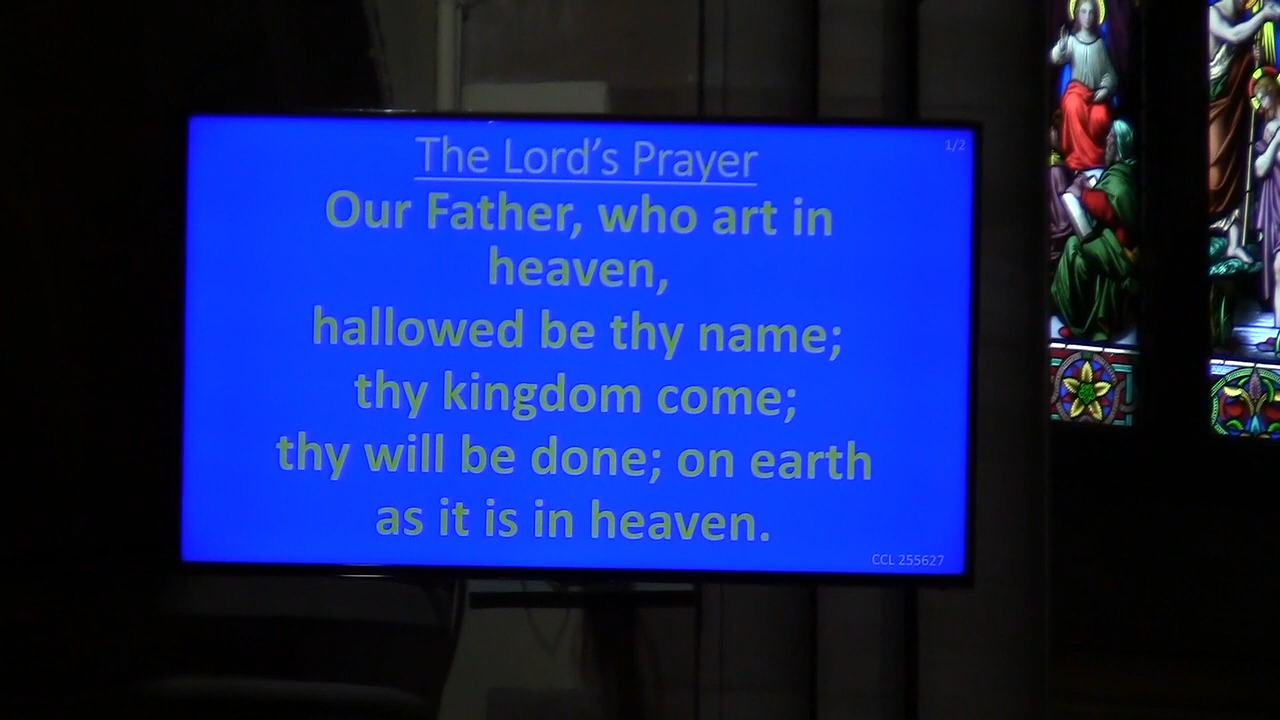 The Lord's Prayer
1/2
Our Father, who art in
heaven,
hallowed be thy name;
thy kingdom come;
thy will be done; on earth
as it is in heaven.
CCL 255627